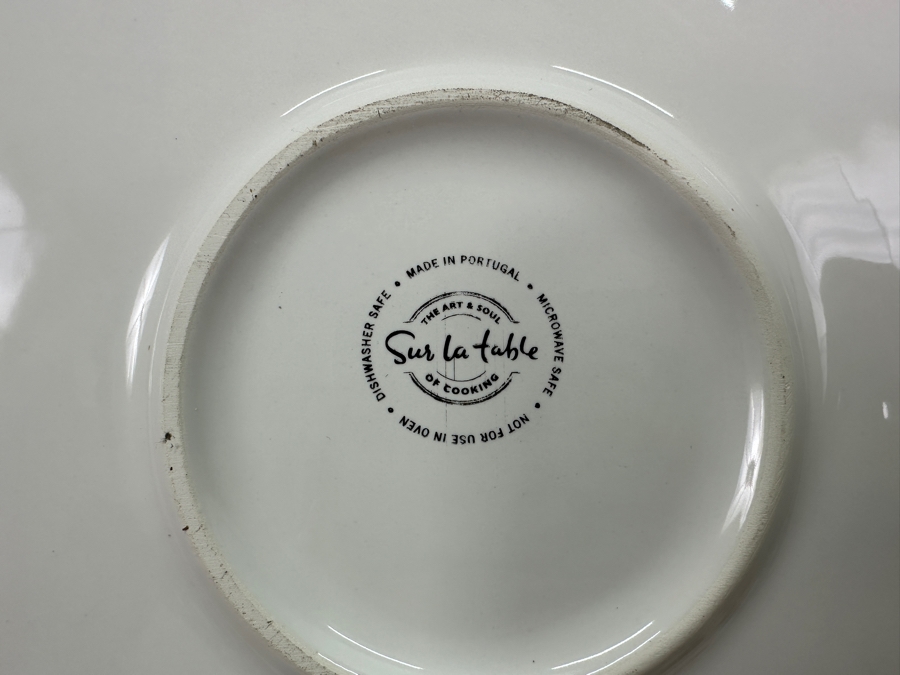 MADE IN PORTUGAL • MICROWAVE SAFE • NOT FOR USE IN OVEN • DISHWASHER SAFE •
THE ART & SOUL
Sur la table
OF COOKING